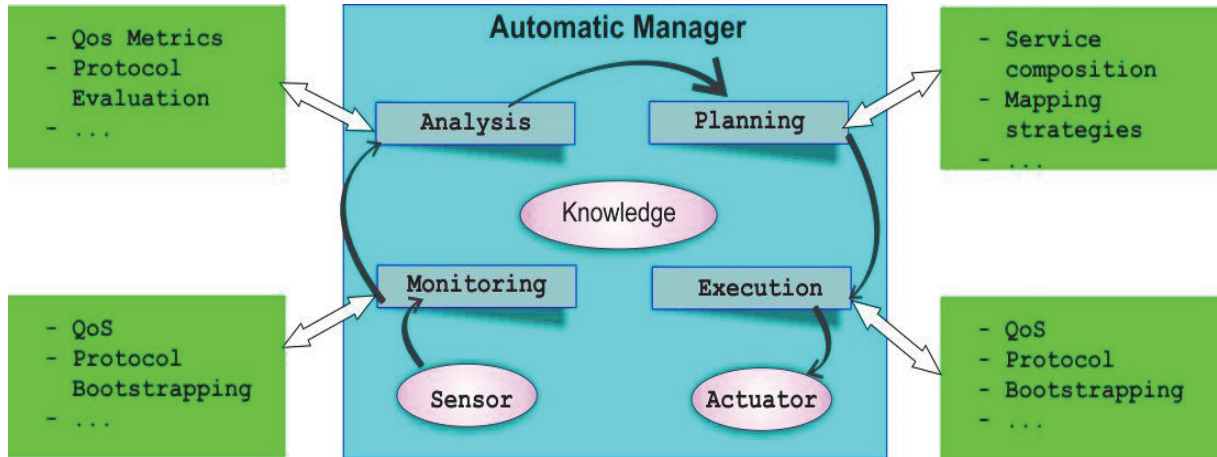 - Qos Metrics
- Protocol
Evaluation
- ...
Automatic Manager
- Service
composition
- Mapping
strategies
- ...
Analysis
Planning
Knowledge
Monitoring
Execution
Sensor
Actuator
- QoS
- Protocol
Bootstrapping
- ...
- QoS
- Protocol
- Bootstrapping
- ...